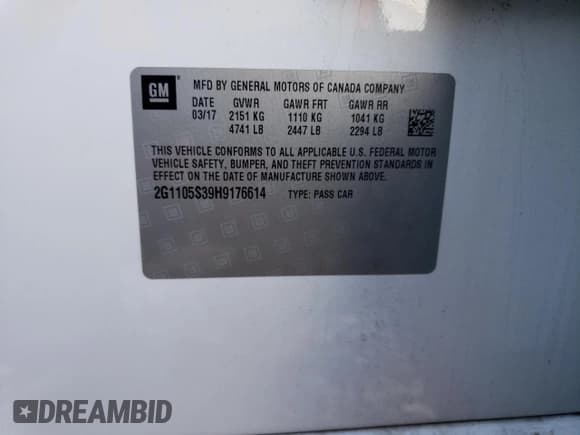 GM ® MFD BY GENERAL MOTORS OF CANADA COMPANY
DATE GVWR GAWR FRT GAWR RR
03/17 2151 KG 1110 KG 1041 KG
4741 LB 2447 LB 2294 LB
THIS VEHICLE CONFORMS TO ALL APPLICABLE U.S. FEDERAL MOTOR
VEHICLE SAFETY, BUMPER, AND THEFT PREVENTION STANDARDS IN
EFFECT ON THE DATE OF MANUFACTURE SHOWN ABOVE.
2G1105S39H9176614 TYPE: PASS CAR
DREAMBID